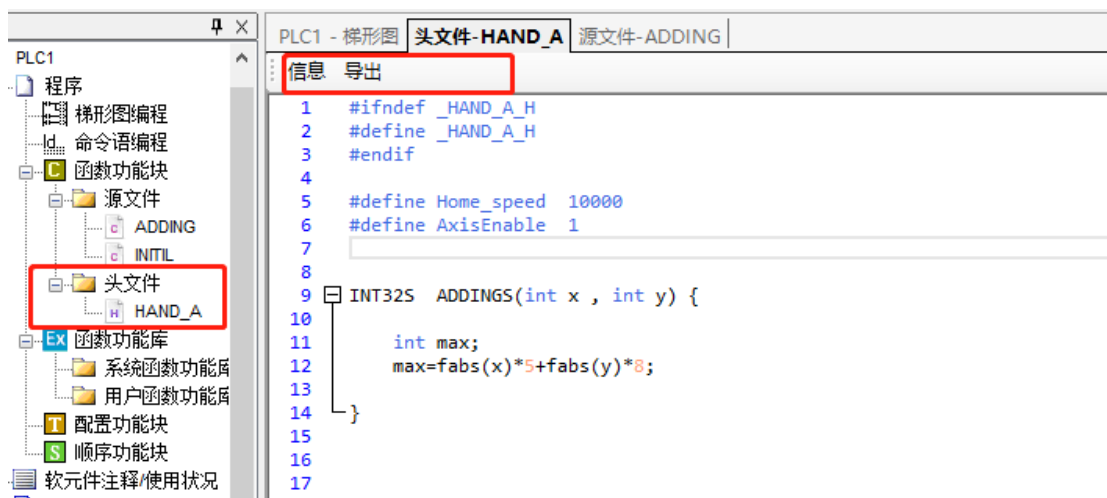 PLC1
程序
梯形图编程
命令语编程
函数功能块
源文件
ADDING
INITIL
头文件
HAND_A
函数功能库
系统函数功能库
用户函数功能库
配置功能块
顺序功能块
软元件注释/使用状况
PLC1 - 梯形图 头文件-HAND_A 源文件-ADDING
信息 导出
1 #ifndef _HAND_A_H
2 #define _HAND_A_H
3 #endif
4
5 #define Home_speed  10000
6 #define AxisEnable  1
7
8
9 INT32S  ADDINGS(int x , int y) {
10
11 int max;
12 max=fabs(x)*5+fabs(y)*8;
13
14 }
15
16
17